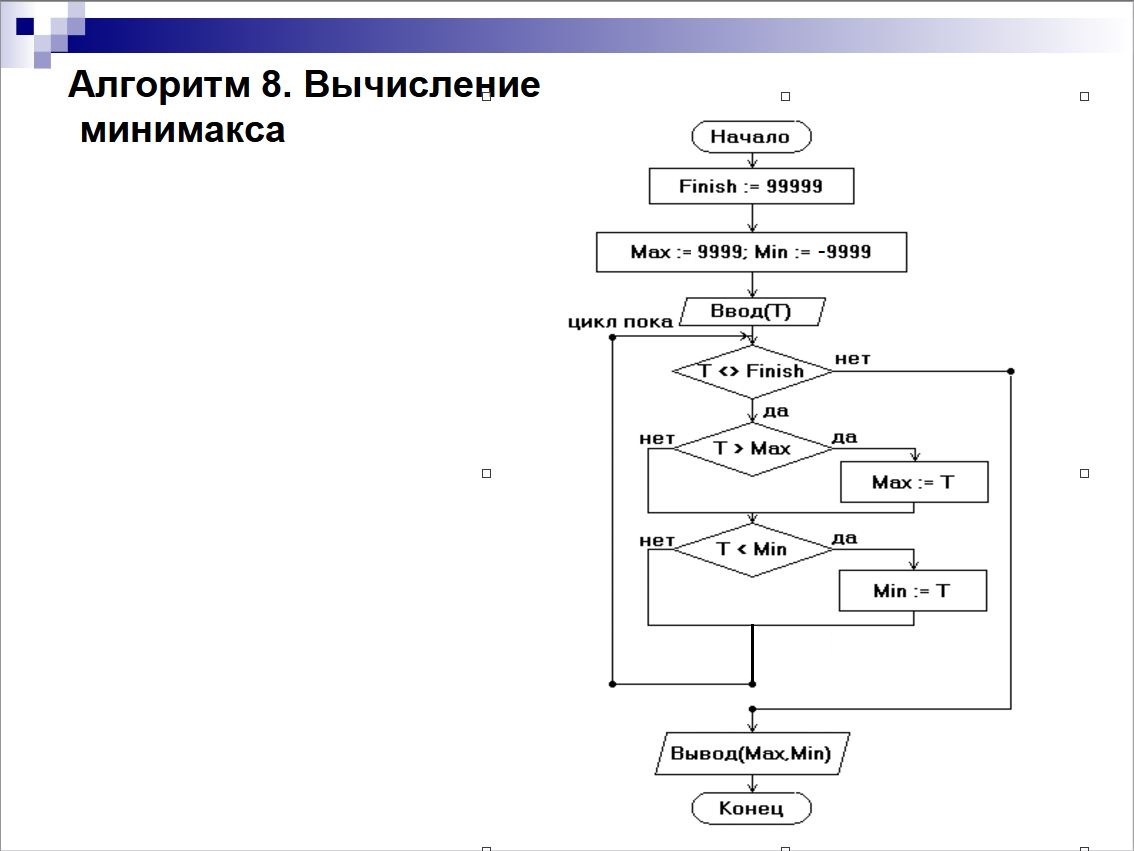 Алгоритм 8. Вычисление
минимакса
Начало
Finish := 99999
Max := 9999; Min := -9999
Ввод(T)
цикл пока
T <> Finish
нет
да
нет
T > Max
да
Max := T
нет
T < Min
да
Min := T
Вывод(Max,Min)
Конец